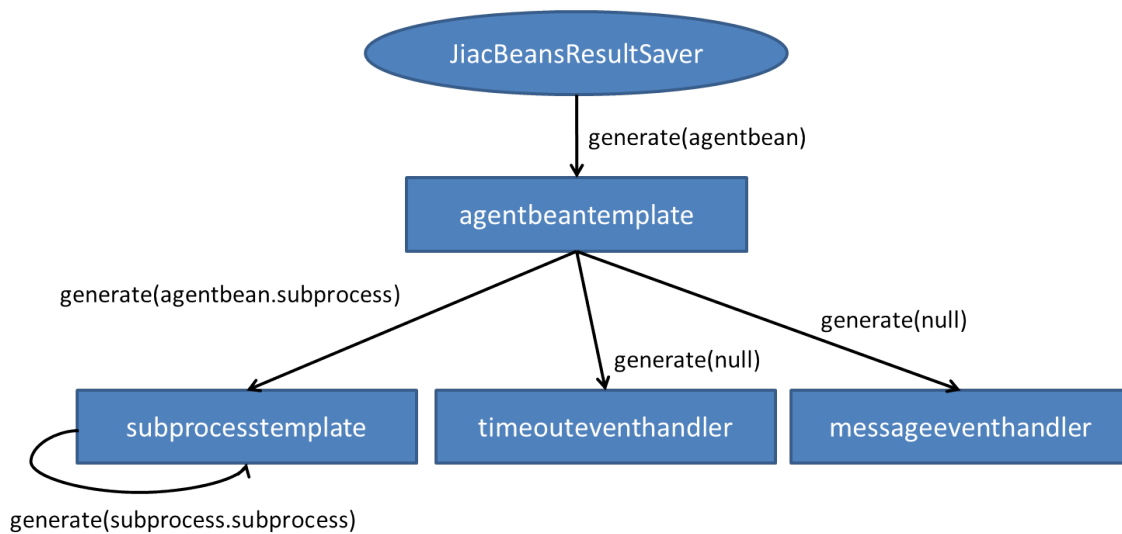 JiacBeansResultSaver
generate(agentbean)
agentbeantemplate
generate(agentbean.subprocess)
generate(null)
generate(null)
subprocesstemplate
timeouteventhandler
messageeventhandler
generate(subprocess.subprocess)